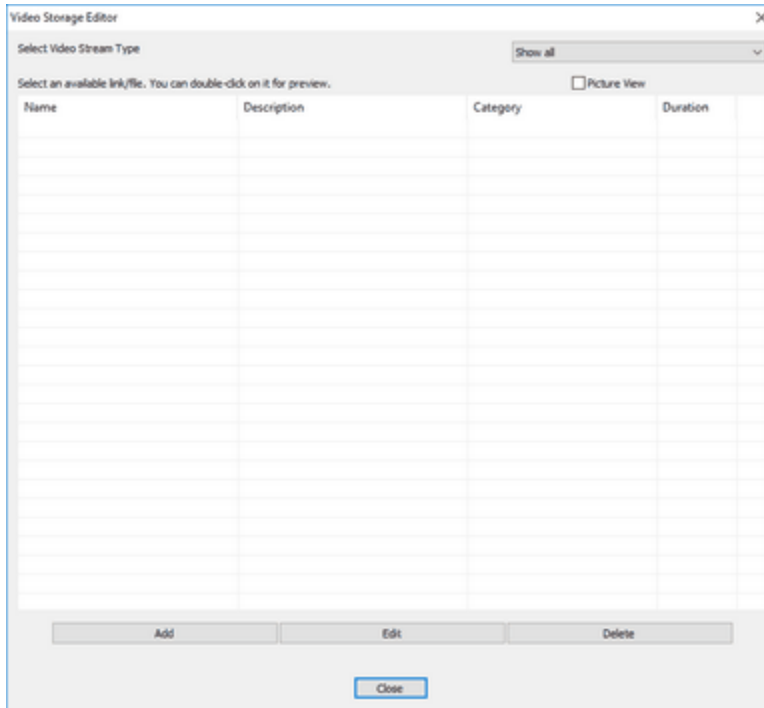 Video Storage Editor
Select Video Stream Type
Show all
Select an available link/file. You can double-click on it for preview.
Picture View
Name Description Category Duration
Add Edit Delete
Close